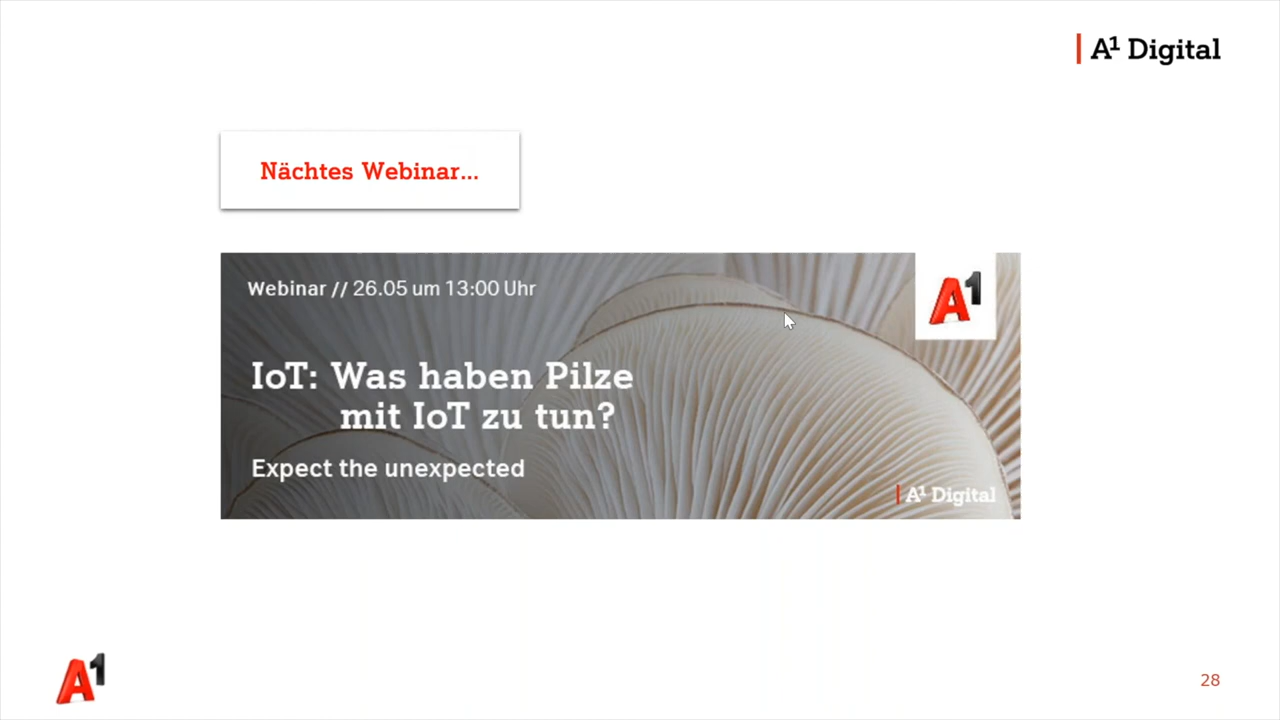 A¹ Digital
Nächtes Webinar...
Webinar // 26.05 um 13:00 Uhr
A1
IoT: Was haben Pilze
mit IoT zu tun?
Expect the unexpected
A¹ Digital
A1
28